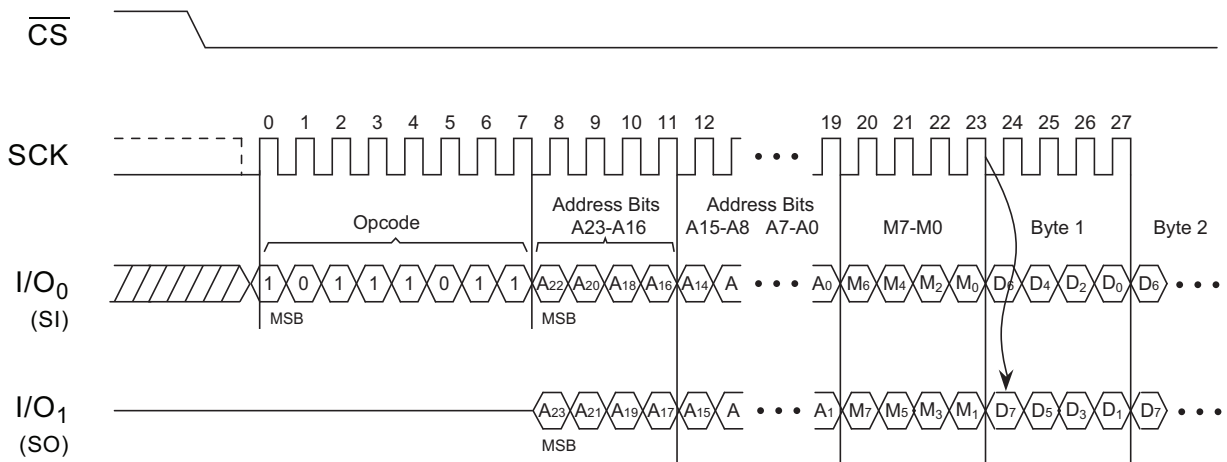 CS
0 1 2 3 4 5 6 7 8 9 10 11 12 19 20 21 22 23 24 25 26 27
SCK • • •
Opcode
Address Bits
A23-A16
Address Bits
A15-A8 A7-A0
M7-M0
Byte 1
Byte 2
I/O0 1 0 1 1 1 0 1 1 A22 A20 A18 A16 A14 A • • • A0 M6 M4 M2 M0 D6 D4 D2 D0 D6 • • •
(SI)
MSB MSB
I/O1 A23 A21 A19 A17 A15 A • • • A1 M7 M5 M3 M1 D7 D5 D3 D1 D7 • • •
(SO)
MSB